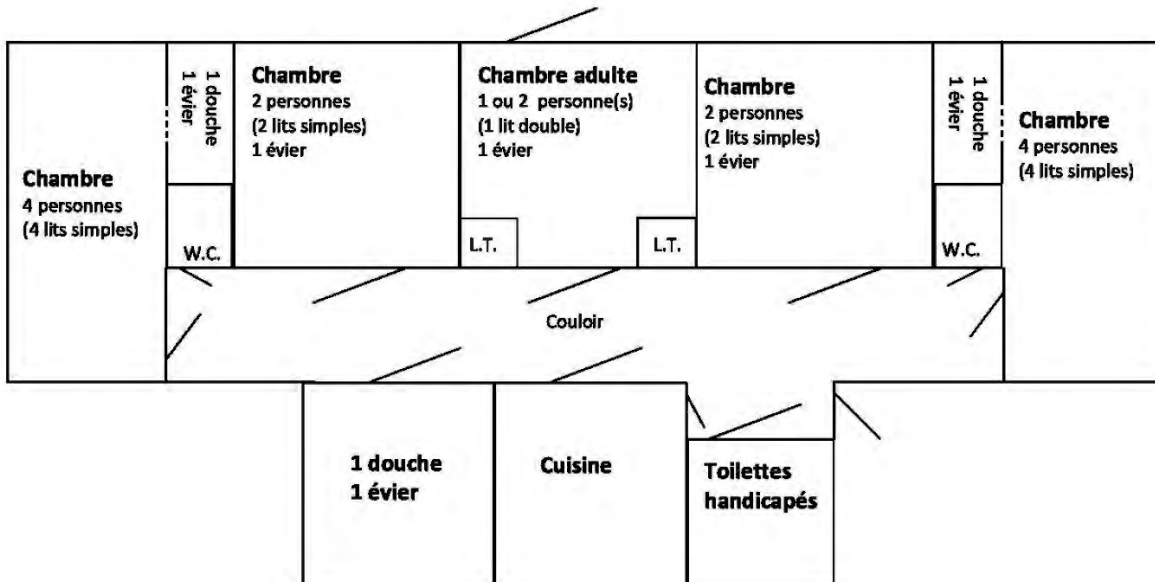 Chambre
4 personnes
(4 lits simples)
1 douche
1 évier
W.C.
Chambre
2 personnes
(2 lits simples)
1 évier
Chambre adulte
1 ou 2 personne(s)
(1 lit double)
1 évier
L.T.
L.T.
Chambre
2 personnes
(2 lits simples)
1 évier
1 douche
1 évier
W.C.
Chambre
4 personnes
(4 lits simples)
Couloir
1 douche
1 évier
Cuisine
Toilettes
handicapés